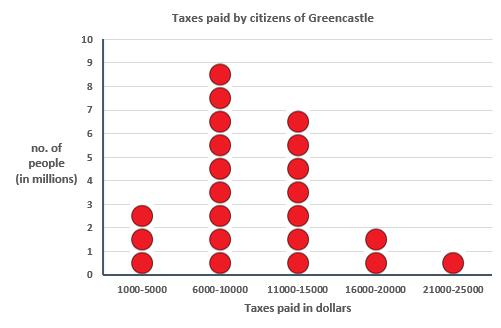 Taxes paid by citizens of Greencastle
10
9
8
7
6
5
4
3
2
1
0
no. of
people
(in millions)
1000-5000 6000-10000 11000-15000 16000-20000 21000-25000
Taxes paid in dollars